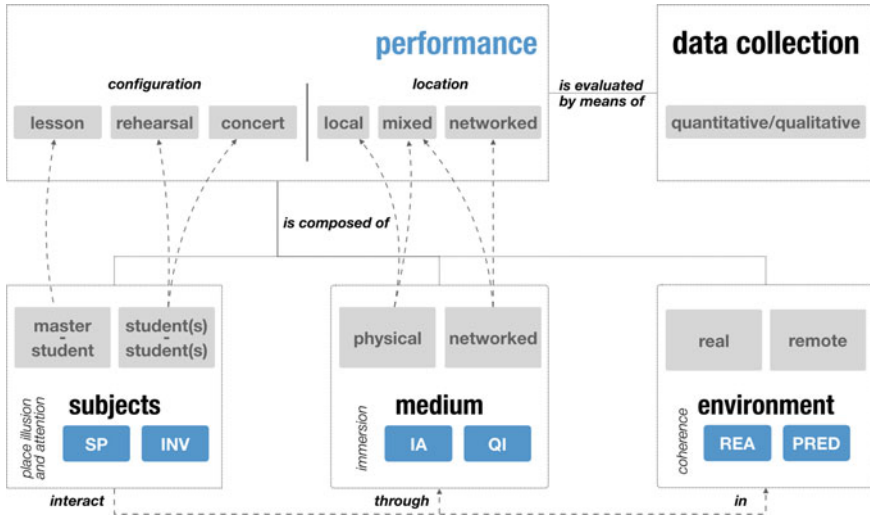 performance
data collection
configuration
location
is evaluated
by means of
lesson
rehearsal
concert
local
mixed
networked
quantitative/qualitative
is composed of
master
-
student
student(s)
-
student(s)
physical
networked
real
remote
place illusion
and attention
subjects
SP
INV
immersion
medium
IA
QI
coherence
environment
REA
PRED
interact
through
in